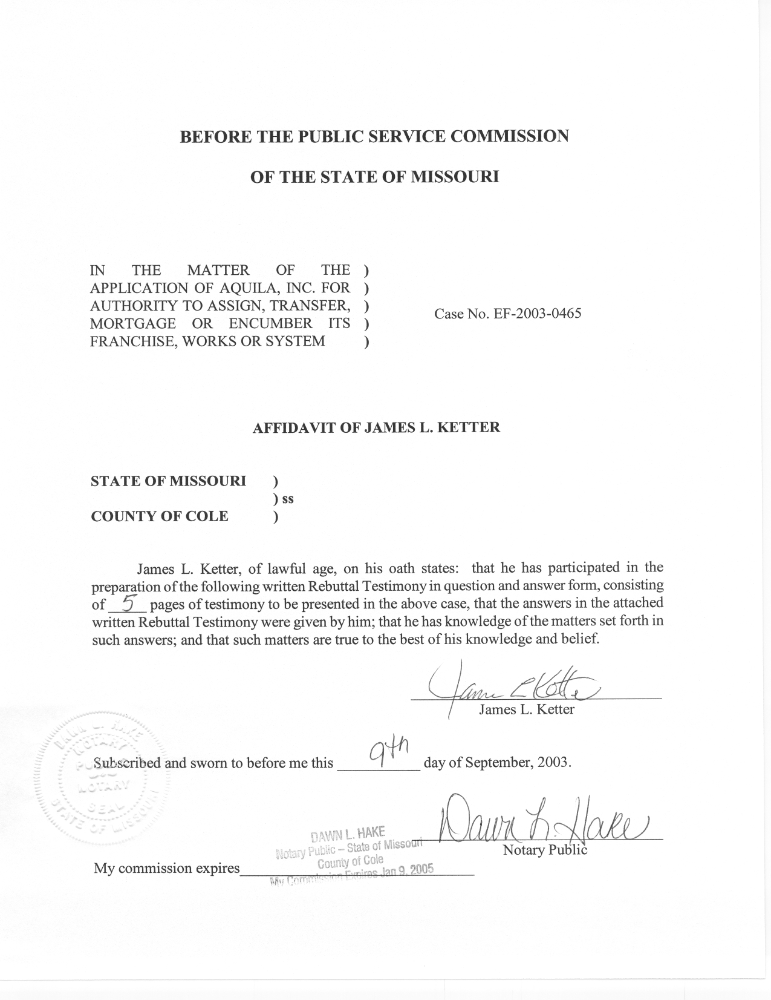 BEFORE THE PUBLIC SERVICE COMMISSION
OF THE STATE OF MISSOURI
IN THE MATTER OF THE )
APPLICATION OF AQUILA, INC. FOR )
AUTHORITY TO ASSIGN, TRANSFER, )
MORTGAGE OR ENCUMBER ITS )
FRANCHISE, WORKS OR SYSTEM )
Case No. EF-2003-0465
AFFIDAVIT OF JAMES L. KETTER
STATE OF MISSOURI )
) ss
COUNTY OF COLE )
James L. Ketter, of lawful age, on his oath states: that he has participated in the
preparation of the following written Rebuttal Testimony in question and answer form, consisting
of 5 pages of testimony to be presented in the above case, that the answers in the attached
written Rebuttal Testimony were given by him; that he has knowledge of the matters set forth in
such answers; and that such matters are true to the best of his knowledge and belief.
James L Ketter
James L. Ketter
Subscribed and sworn to before me this 9th day of September, 2003.
DAWN L. HAKE
NOTARY
PUBLIC
NOTARY
SEAL
STATE OF MISSOURI
Dawn L. Hake
Notary Public
DAWN L. HAKE
Notary Public – State of Missouri
County of Cole
My Commission Expires Jan 9, 2005
My commission expires